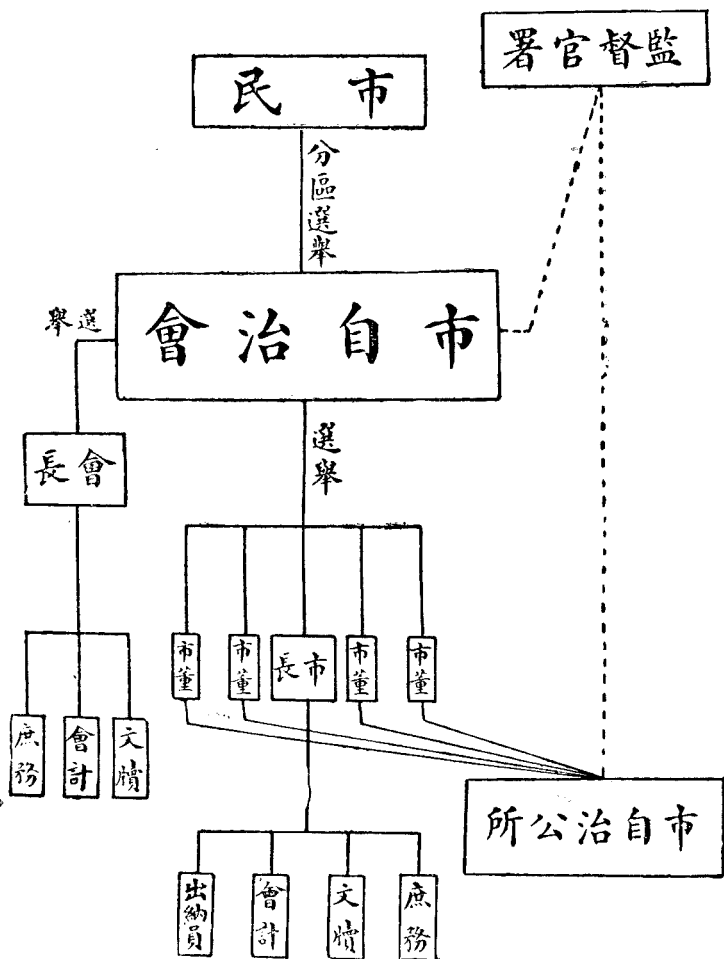 監督官署
市民
分區選舉
市自治會
選舉
會長
選舉
市董
市董
市長
市董
市董
文牘
會計
庶務
市自治公所
庶務
文牘
會計
出納員